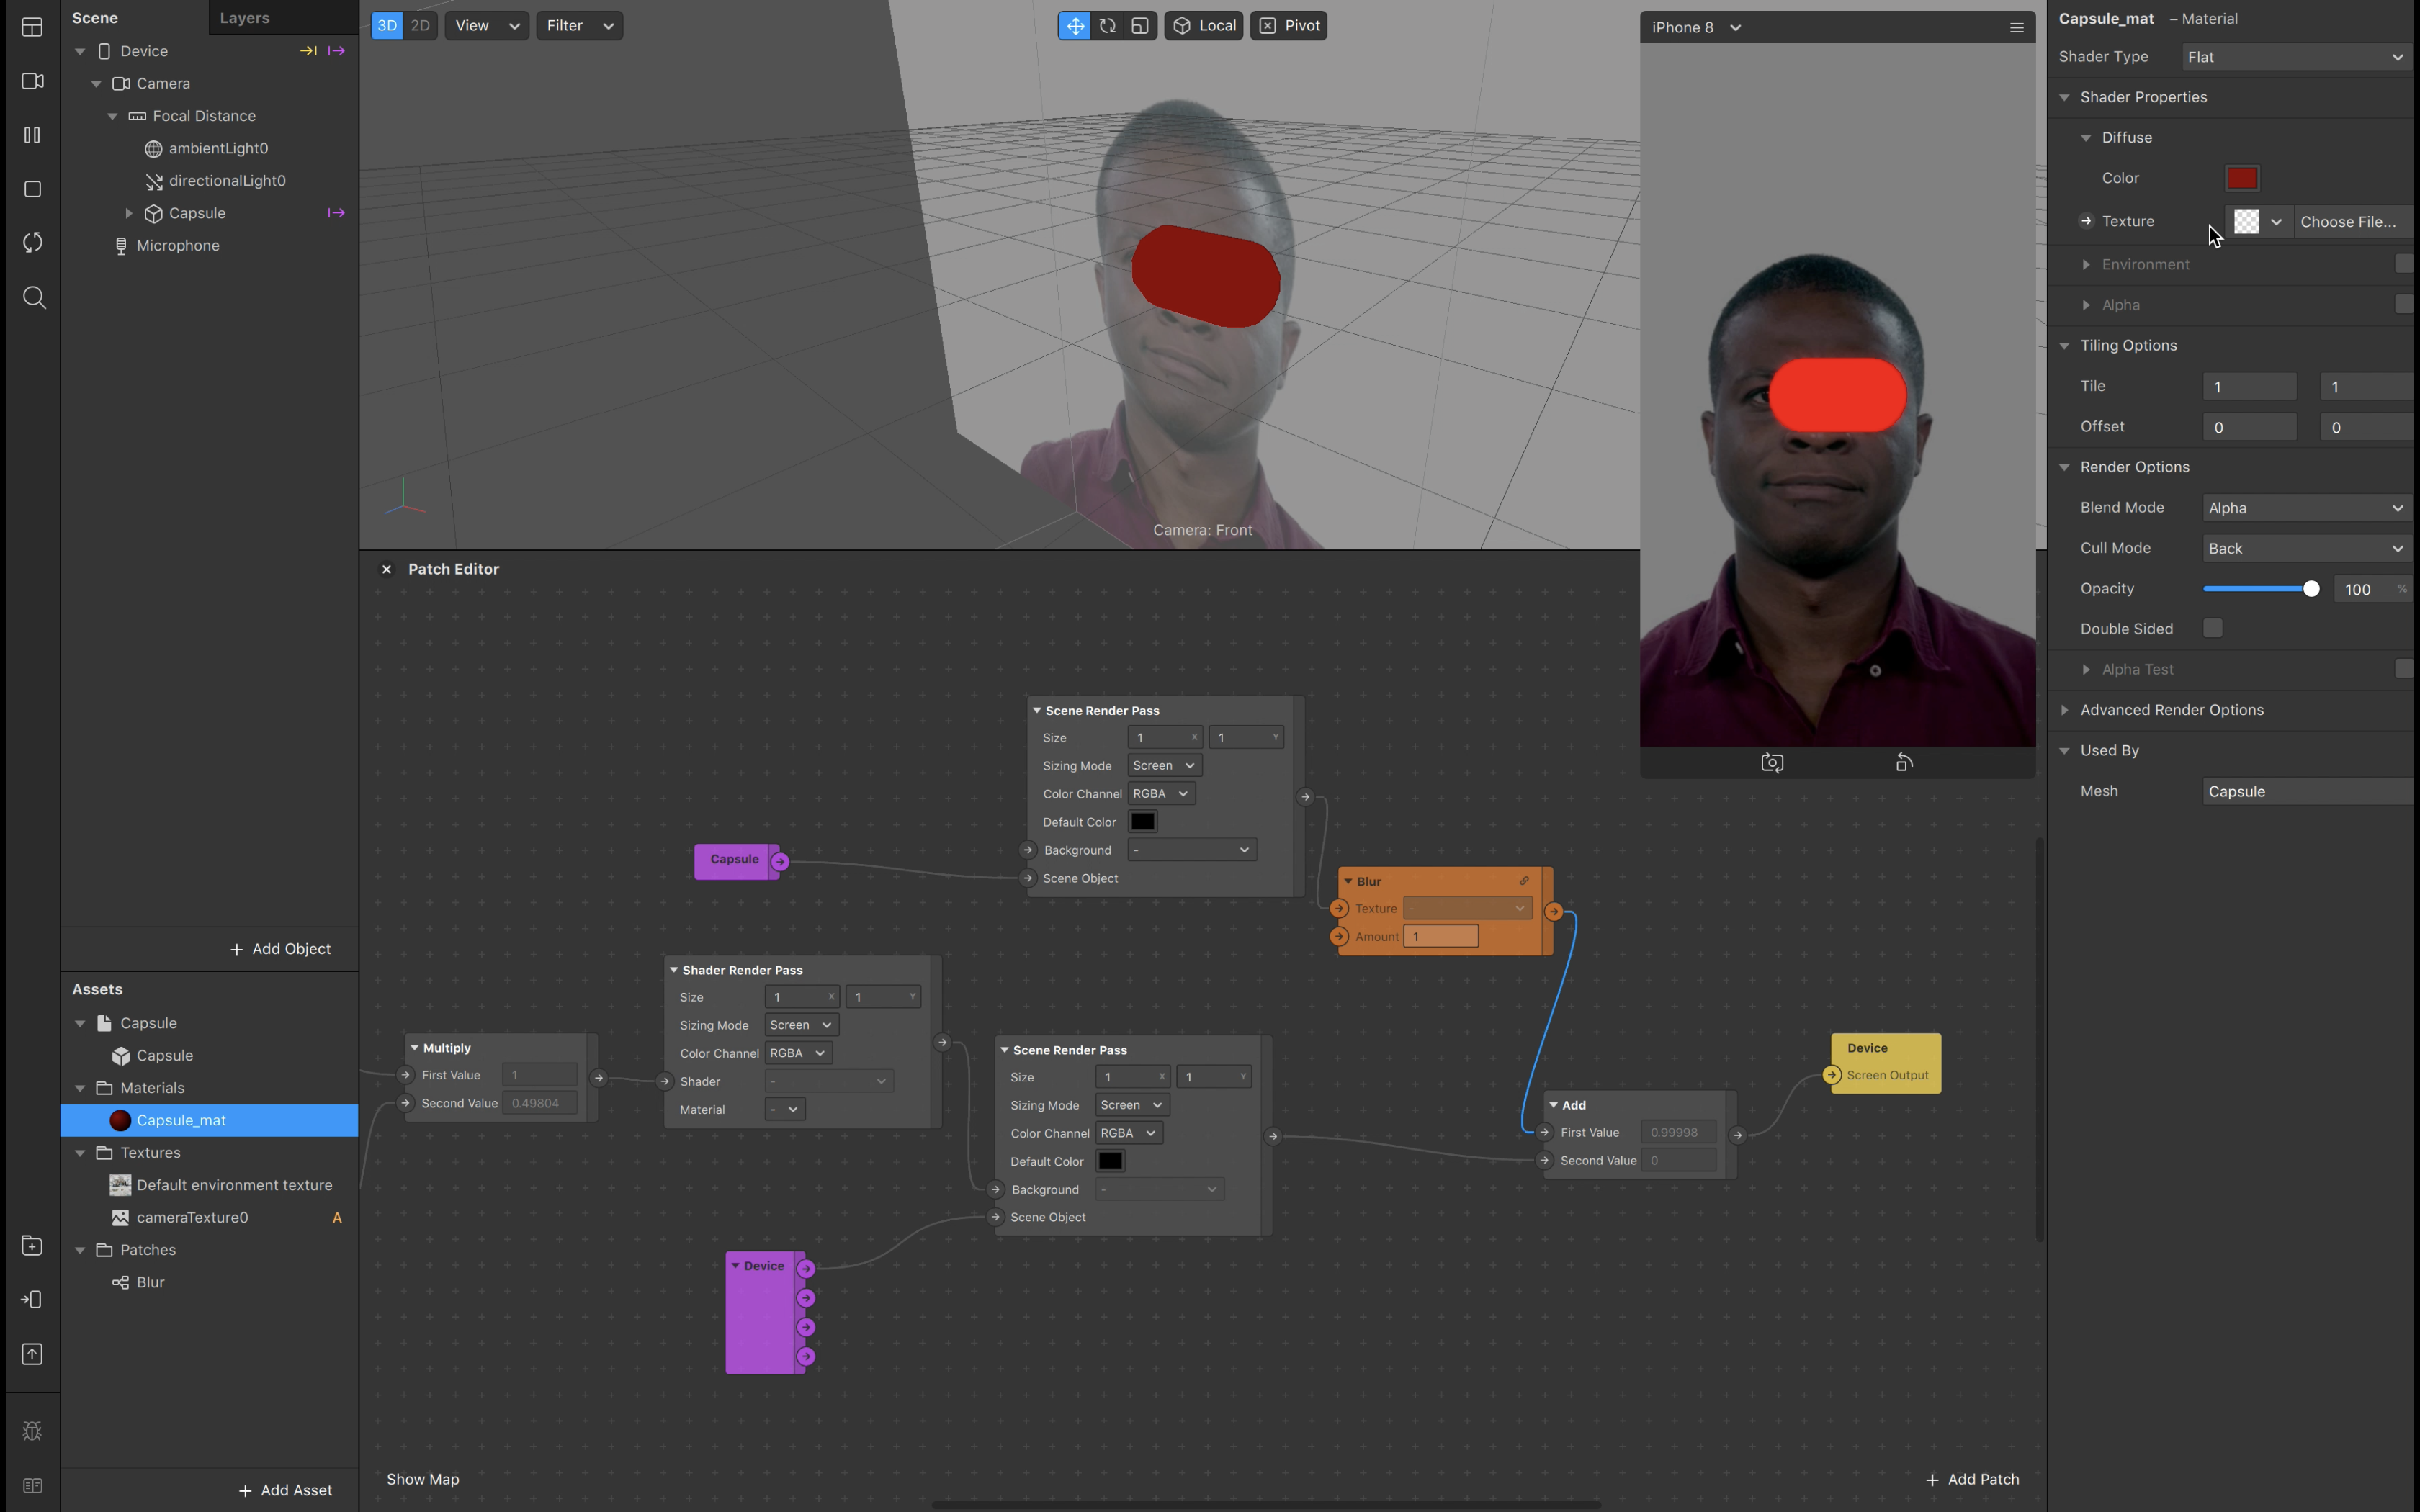 Scene
Layers
Device
Camera
Focal Distance
ambientLight0
directionalLight0
Capsule
Microphone
+ Add Object
Assets
Capsule
Capsule
Materials
Capsule_mat
Textures
Default environment texture
cameraTexture0 A
Patches
Blur
+ Add Asset
3D 2D View Filter
Local Pivot
Camera: Front
iPhone 8
Patch Editor
Scene Render Pass
Size 1 X 1 Y
Sizing Mode Screen
Color Channel RGBA
Default Color
Background -
Scene Object
Capsule
Blur
Texture -
Amount 1
Shader Render Pass
Size 1 X 1 Y
Sizing Mode Screen
Color Channel RGBA
Shader -
Material -
Multiply
First Value 1
Second Value 0.49804
Scene Render Pass
Size 1 X 1 Y
Sizing Mode Screen
Color Channel RGBA
Default Color
Background -
Scene Object
Device
Add
First Value 0.99998
Second Value 0
Device
Screen Output
Show Map
+ Add Patch
Capsule_mat – Material
Shader Type Flat
Shader Properties
Diffuse
Color
Texture Choose File...
Environment
Alpha
Tiling Options
Tile 1 1
Offset 0 0
Render Options
Blend Mode Alpha
Cull Mode Back
Opacity 100 %
Double Sided
Alpha Test
Advanced Render Options
Used By
Mesh Capsule